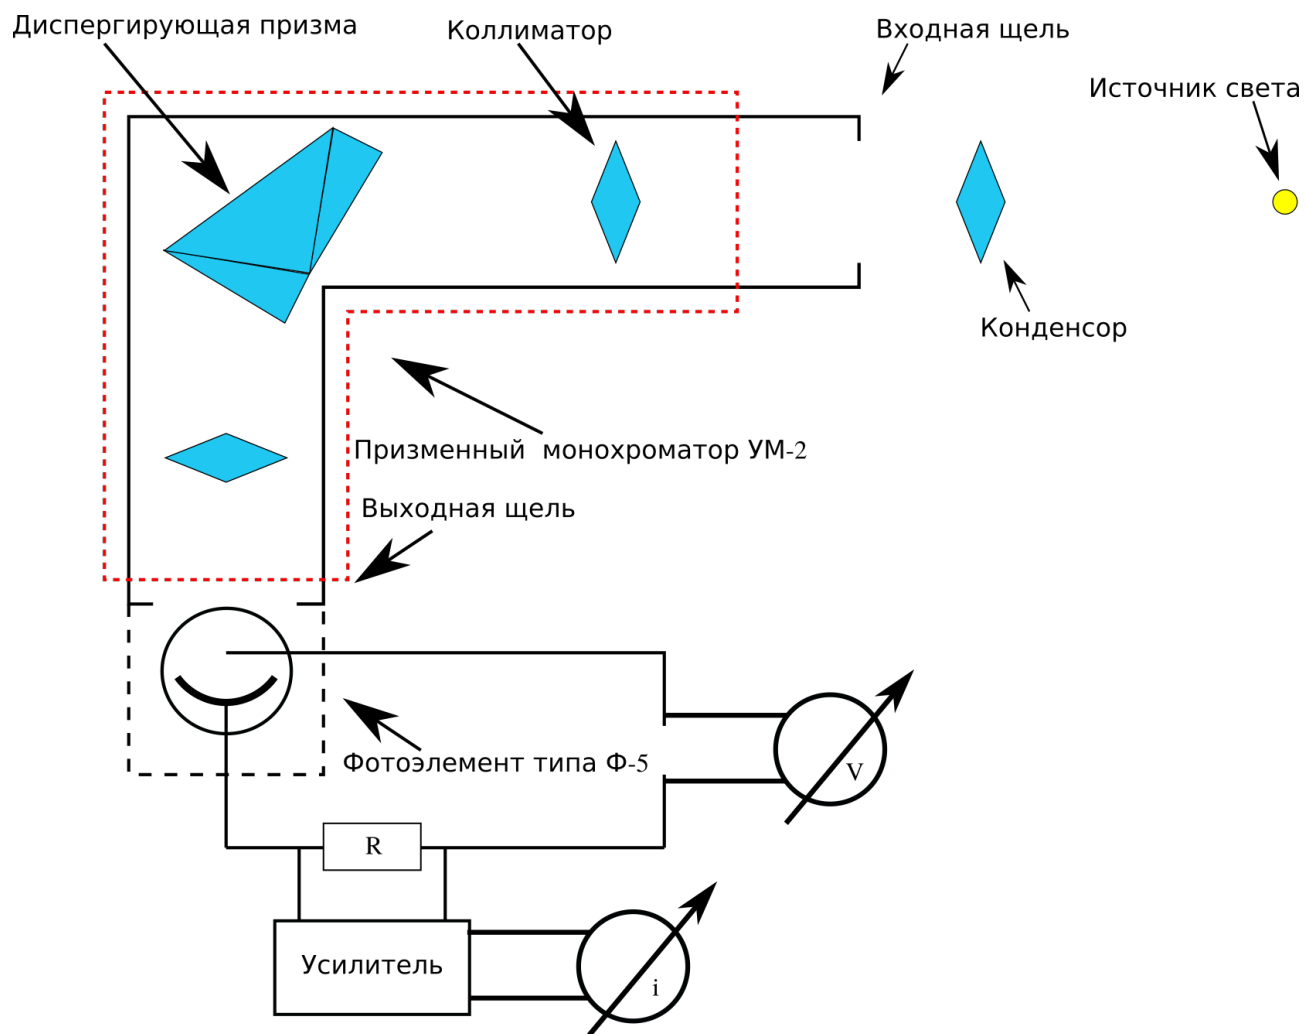 Диспергирующая призма
Коллиматор
Входная щель
Источник света
Конденсор
Призменный монохроматор УМ-2
Выходная щель
Фотоэлемент типа Ф-5
V
R
Усилитель
i